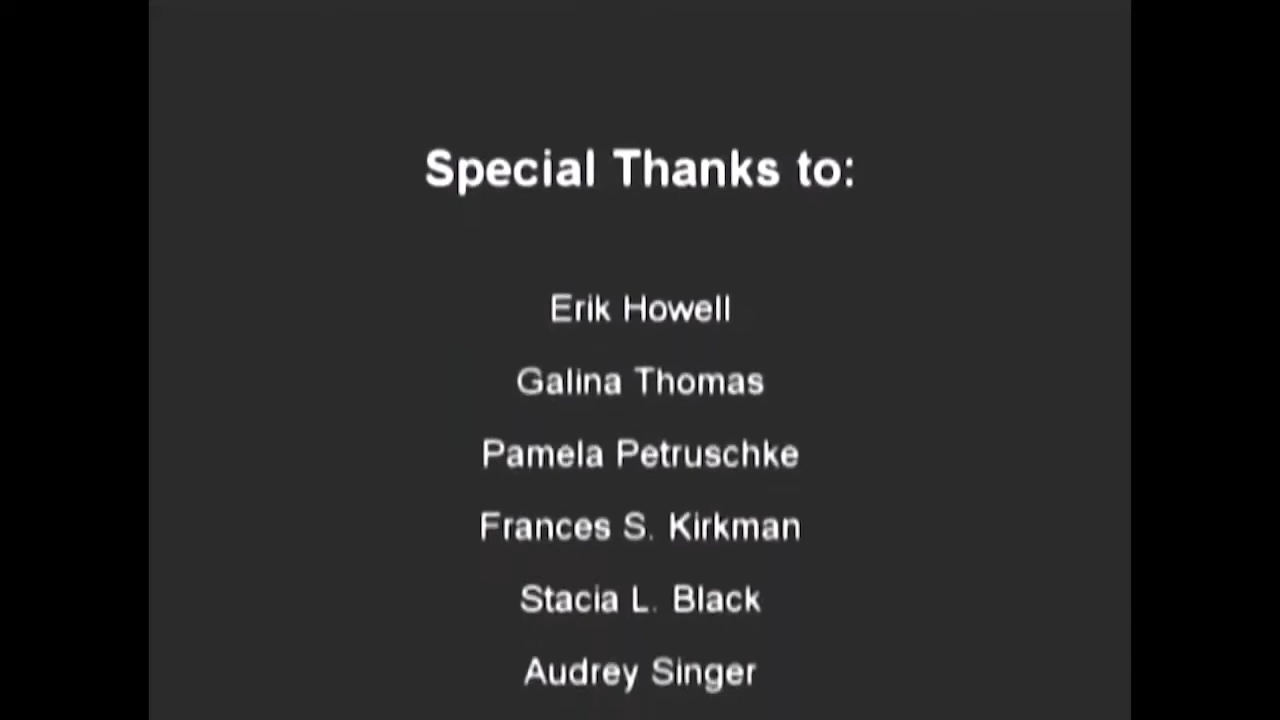 Special Thanks to:
Erik Howell
Galina Thomas
Pamela Petruschke
Frances S. Kirkman
Stacia L. Black
Audrey Singer